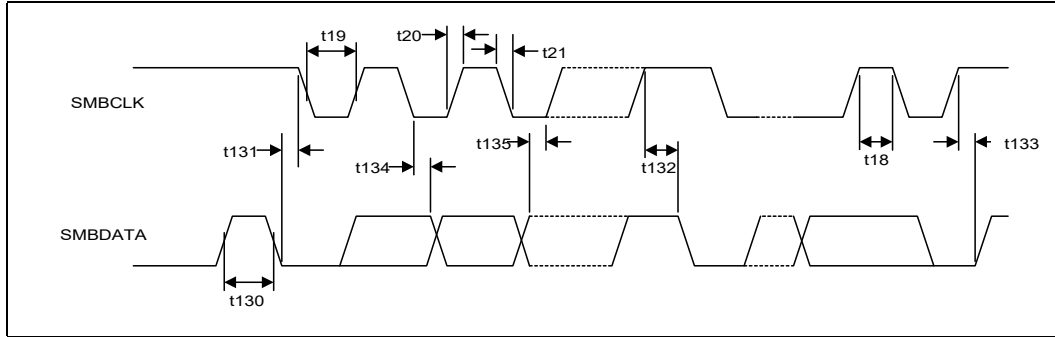 t19
t20
t21
SMBCLK
t131
t135
t133
t134
t132
t18
SMBDATA
t130